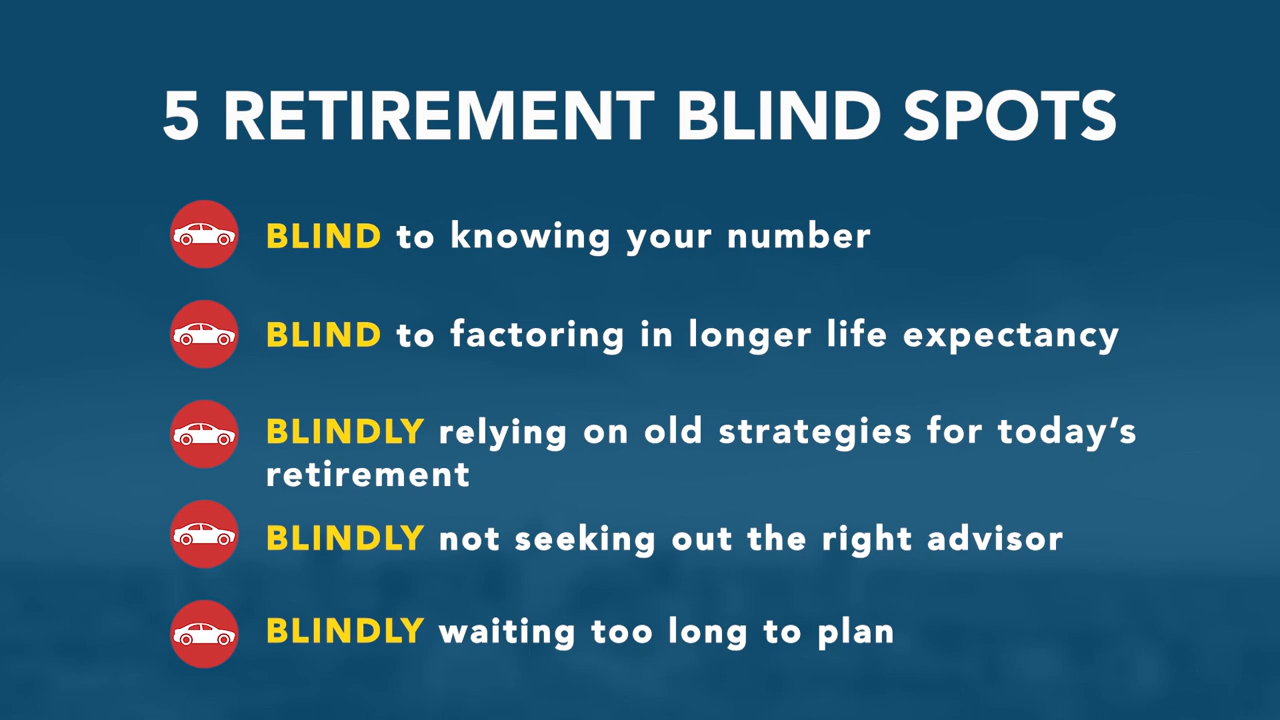 5 RETIREMENT BLIND SPOTS
BLIND to knowing your number
BLIND to factoring in longer life expectancy
BLINDLY relying on old strategies for today’s
retirement
BLINDLY not seeking out the right advisor
BLINDLY waiting too long to plan